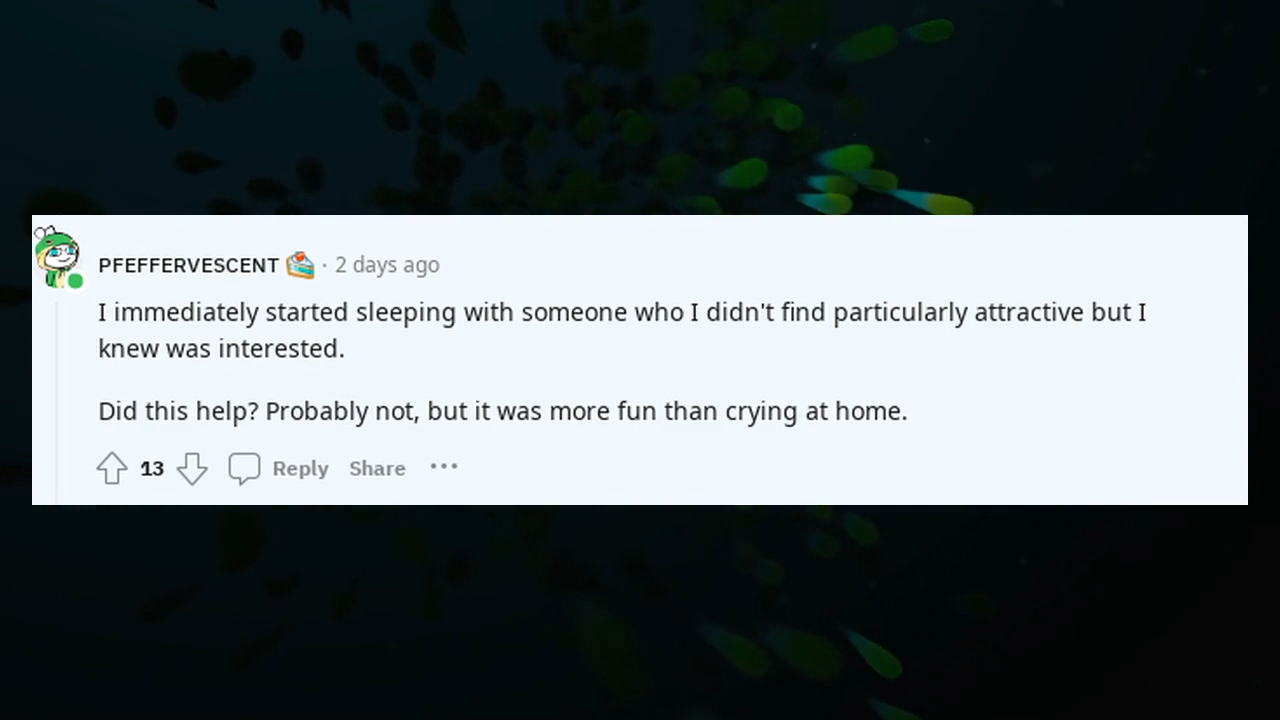 PFEFFERVESCENT 🍰 · 2 days ago
I immediately started sleeping with someone who I didn't find particularly attractive but I
knew was interested.
Did this help? Probably not, but it was more fun than crying at home.
13 Reply Share ···